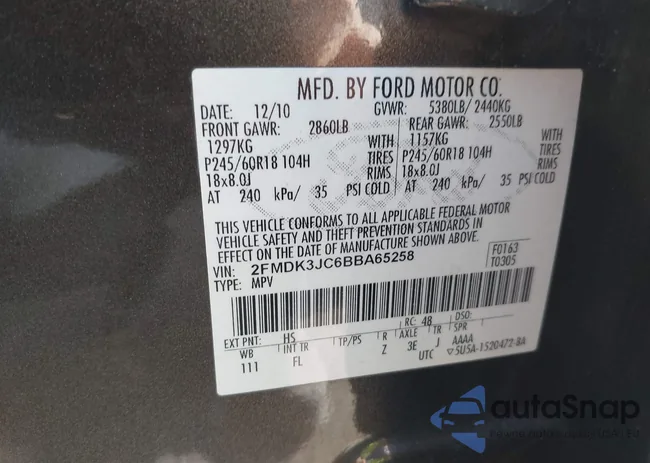 MFD. BY FORD MOTOR CO.
DATE: 12/10 GVWR: 5380LB/ 2440KG
FRONT GAWR: 2860LB REAR GAWR: 2550LB
1297KG WITH 1157KG WITH
P245/60R18 104H TIRES P245/60R18 104H TIRES
18x8.0J RIMS 18x8.0J RIMS
AT 240 kPa/ 35 PSI COLD AT 240 kPa/ 35 PSI COLD
THIS VEHICLE CONFORMS TO ALL APPLICABLE FEDERAL MOTOR
VEHICLE SAFETY AND THEFT PREVENTION STANDARDS IN
EFFECT ON THE DATE OF MANUFACTURE SHOWN ABOVE.
VIN: 2FMDK3JC6BBA65258 F0163
TYPE: MPV T0305
EXT PNT: HS RC: 48 DSO:
WB INT TR TP/PS R AXLE TR SPR
111 FL Z 3E J AAAA
UTC ▽5U5A-1520472-BA
autaSnap